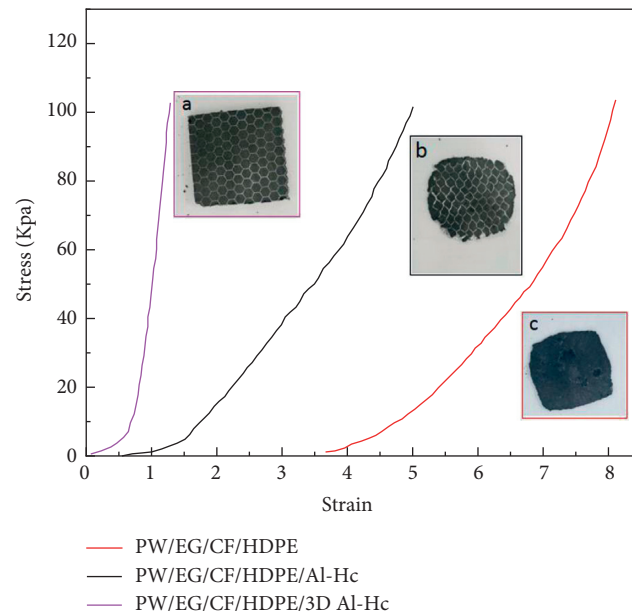 120
100
80
60
40
20
0
Stress (Kpa)
a
b
c
0 1 2 3 4 5 6 7 8
Strain
PW/EG/CF/HDPE
PW/EG/CF/HDPE/Al-Hc
PW/EG/CF/HDPE/3D Al-Hc